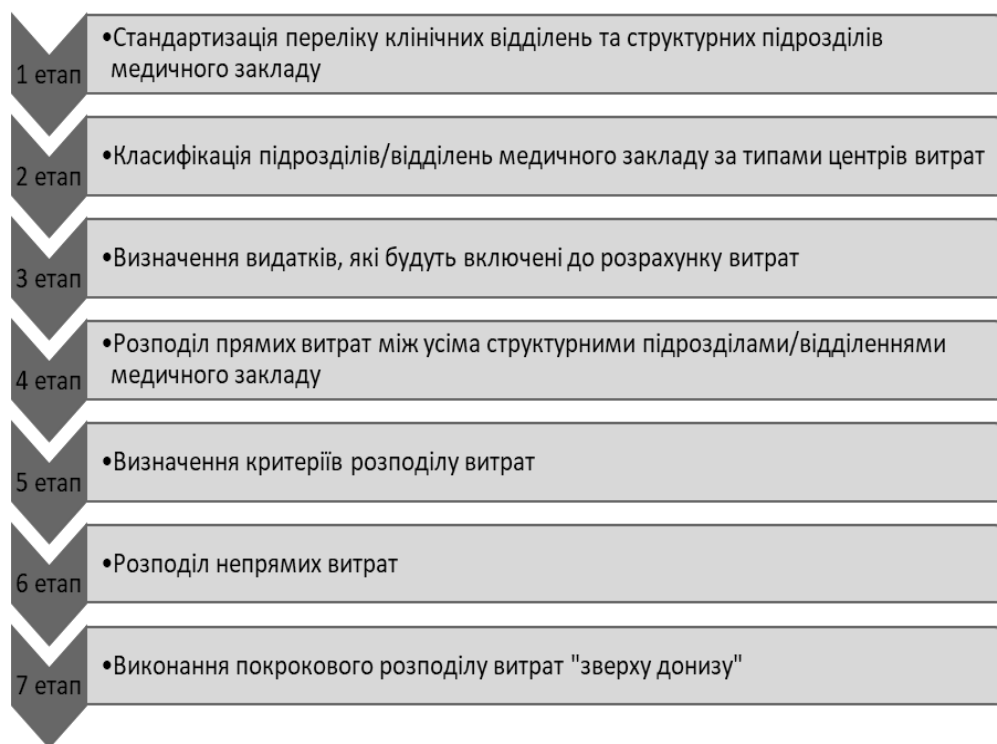 1 етап
•Стандартизація переліку клінічних відділень та структурних підрозділів
медичного закладу
2 етап
•Класифікація підрозділів/відділень медичного закладу за типами центрів витрат
3 етап
•Визначення видатків, які будуть включені до розрахунку витрат
4 етап
•Розподіл прямих витрат між усіма структурними підрозділами/відділеннями
медичного закладу
5 етап
•Визначення критеріїв розподілу витрат
6 етап
•Розподіл непрямих витрат
7 етап
•Виконання покрокового розподілу витрат "зверху донизу"